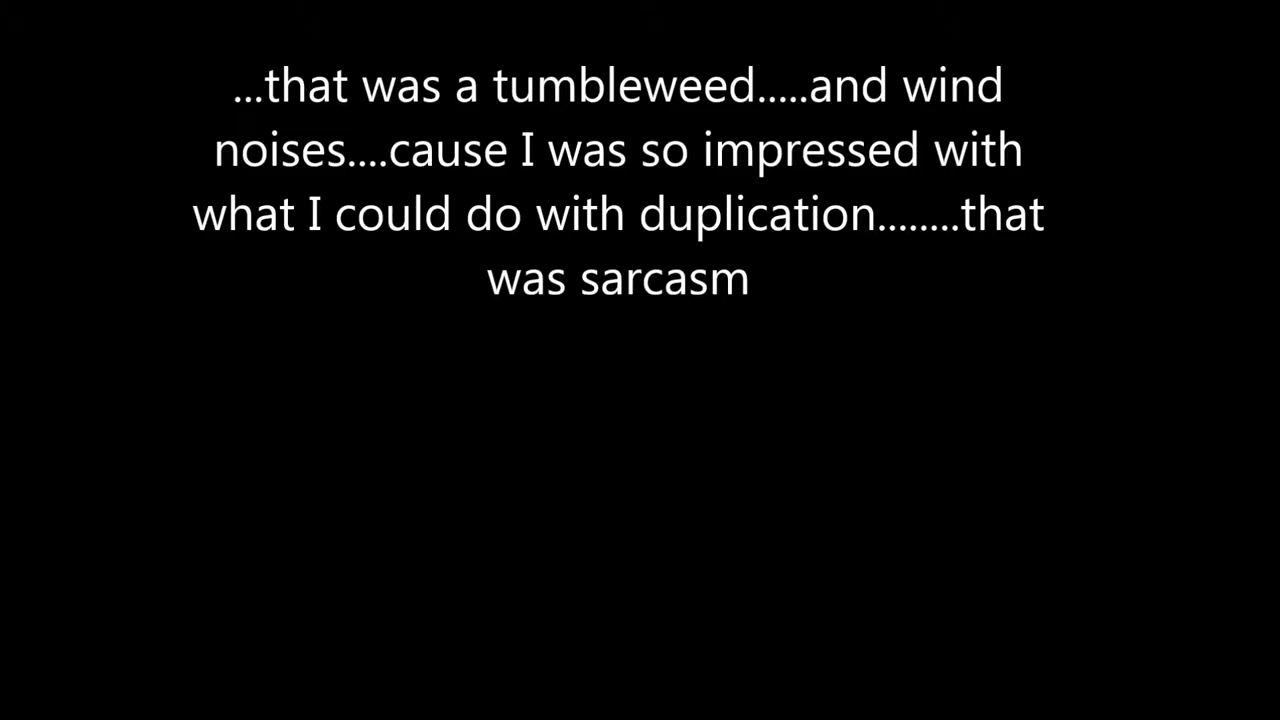 ...that was a tumbleweed.....and wind
noises....cause I was so impressed with
what I could do with duplication........that
was sarcasm